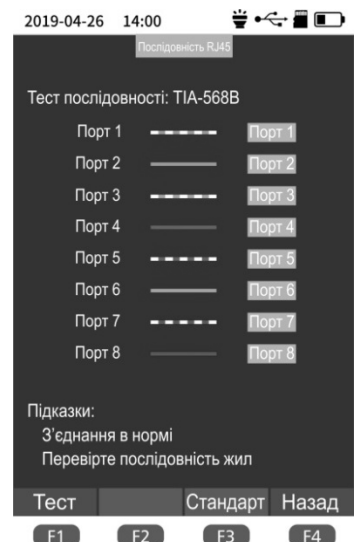 2019-04-26 14:00
Послідовність RJ45
Тест послідовності: TIA-568B
Порт 1 Порт 1
Порт 2 Порт 2
Порт 3 Порт 3
Порт 4 Порт 4
Порт 5 Порт 5
Порт 6 Порт 6
Порт 7 Порт 7
Порт 8 Порт 8
Підказки:
З'єднання в нормі
Перевірте послідовність жил
Тест Стандарт Назад
F1 F2 F3 F4